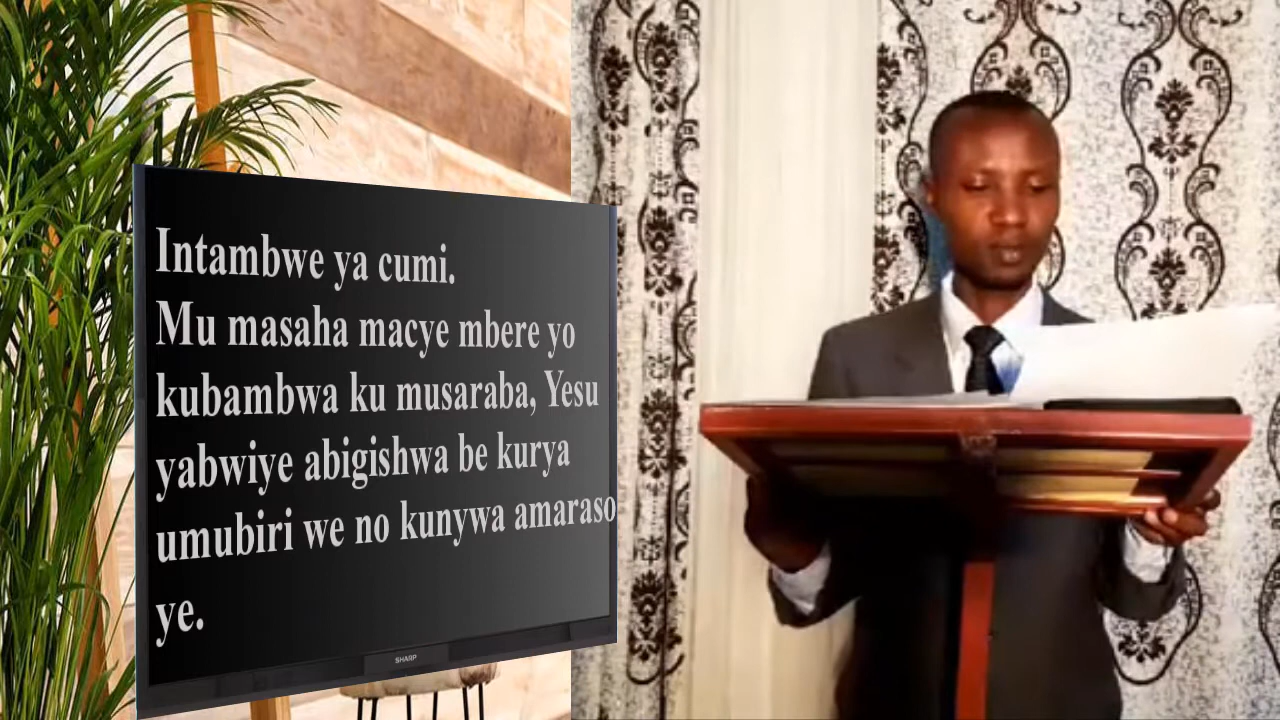 Intambwe ya cumi.
Mu masaha macye mbere yo
kubambwa ku musaraba, Yesu
yabwiye abigishwa be kurya
umubiri we no kunywa amaraso
ye.
SHARP